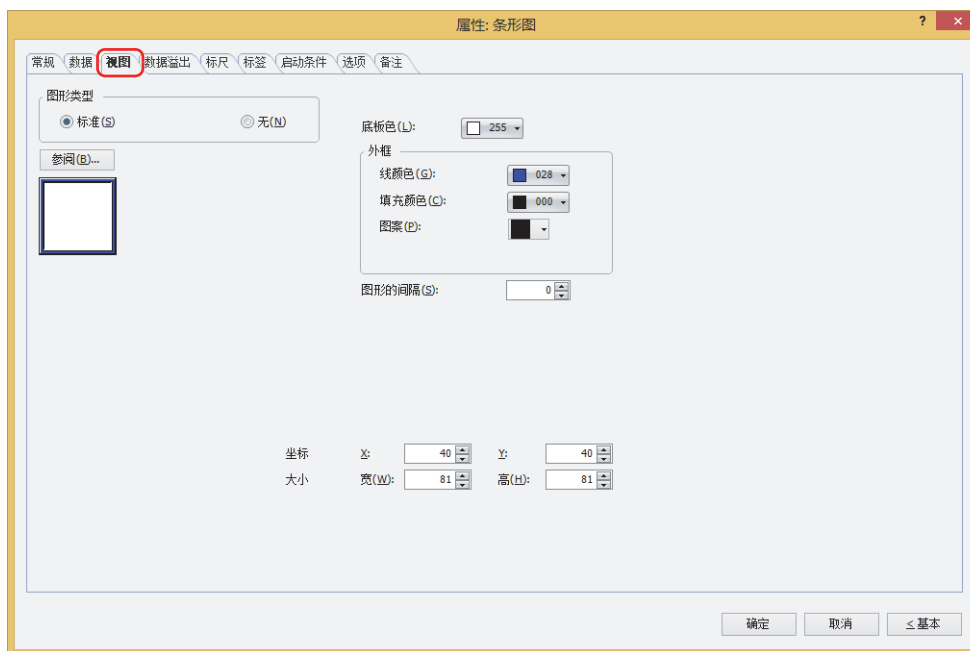 属性: 条形图 ? ×
常规 数据 视图 数据溢出 标尺 标签 启动条件 选项 备注
图形类型
标准(S) 无(N)
参阅(B)...
底板色(L): 255
外框
线颜色(G): 028
填充颜色(C): 000
图案(P):
图形的间隔(S): 0
坐标 X: 40 Y: 40
大小 宽(W): 81 高(H): 81
确定 取消 ≤基本